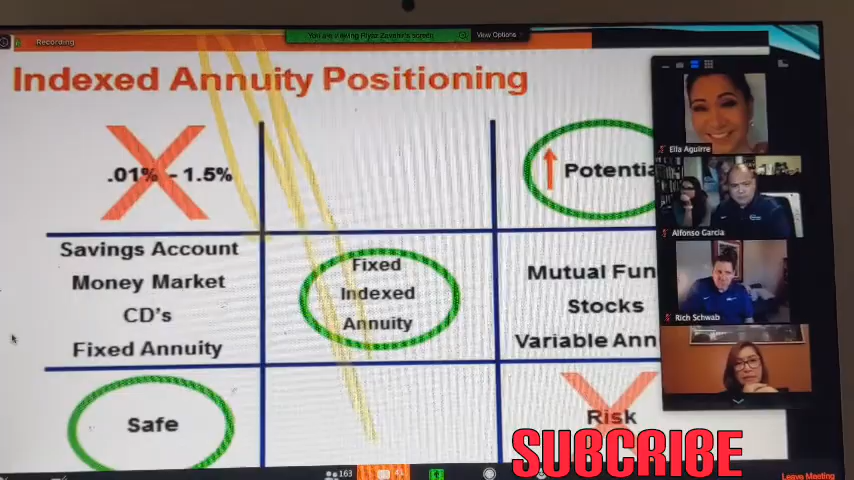 Recording
You are viewing
screen
View Options
Indexed Annuity Positioning
.01% - 1.5%
Potentia
Ella Aguirre
Alfonso Garcia
Rich Schwab
Savings Account
Money Market
CD's
Fixed Annuity
Fixed
Indexed
Annuity
Mutual Fun
Stocks
Variable Ann
Safe
Risk
SUBCRIBE
163
41
Leave Meeting